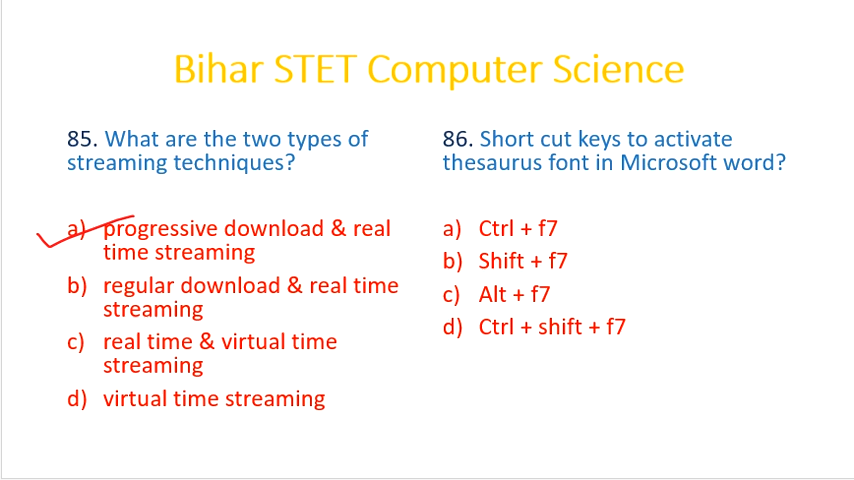 Bihar STET Computer Science
85. What are the two types of
streaming techniques?
a) progressive download & real
time streaming
b) regular download & real time
streaming
c) real time & virtual time
streaming
d) virtual time streaming
86. Short cut keys to activate
thesaurus font in Microsoft word?
a) Ctrl + f7
b) Shift + f7
c) Alt + f7
d) Ctrl + shift + f7